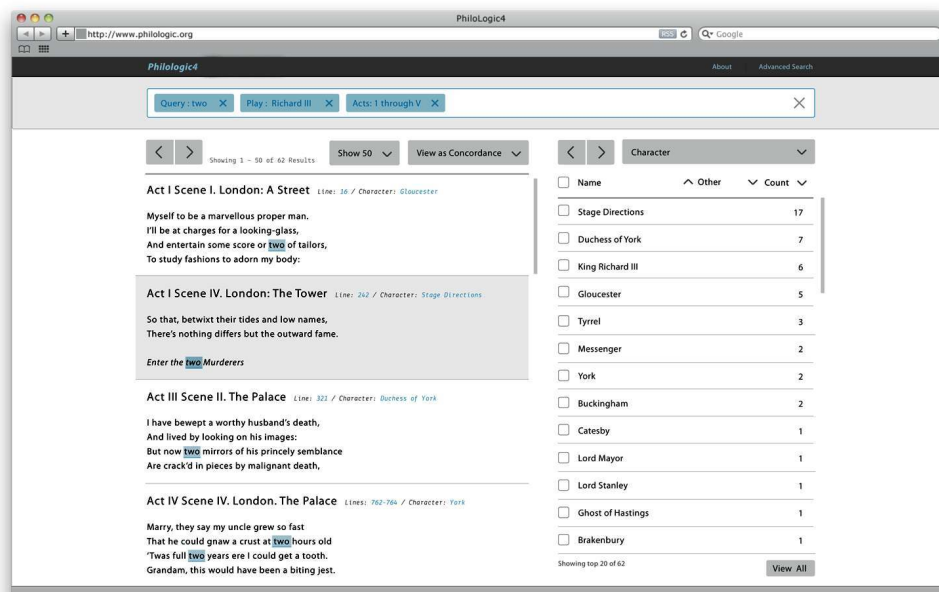 PhiloLogic4
http://www.philologic.org
RSS
Google
Philologic4
About
Advanced Search
Query : two
Play : Richard III
Acts: 1 through V
Showing 1 - 50 of 62 Results
Show 50
View as Concordance
Act I Scene I. London: A Street Line: 16 / Character: Gloucester
Myself to be a marvellous proper man.
I'll be at charges for a looking-glass,
And entertain some score or two of tailors,
To study fashions to adorn my body:
Act I Scene IV. London: The Tower Line: 242 / Character: Stage Directions
So that, betwixt their tides and low names,
There's nothing differs but the outward fame.
Enter the two Murderers
Act III Scene II. The Palace Line: 321 / Character: Duchess of York
I have bewept a worthy husband's death,
And lived by looking on his images:
But now two mirrors of his princely semblance
Are crack'd in pieces by malignant death,
Act IV Scene IV. London. The Palace Lines: 762-764 / Character: York
Marry, they say my uncle grew so fast
That he could gnaw a crust at two hours old
'Twas full two years ere I could get a tooth.
Grandam, this would have been a biting jest.
Character
Name Other Count
Stage Directions 17
Duchess of York 7
King Richard III 6
Gloucester 5
Tyrrel 3
Messenger 2
York 2
Buckingham 2
Catesby 1
Lord Mayor 1
Lord Stanley 1
Ghost of Hastings 1
Brakenbury 1
Showing top 20 of 62
View All